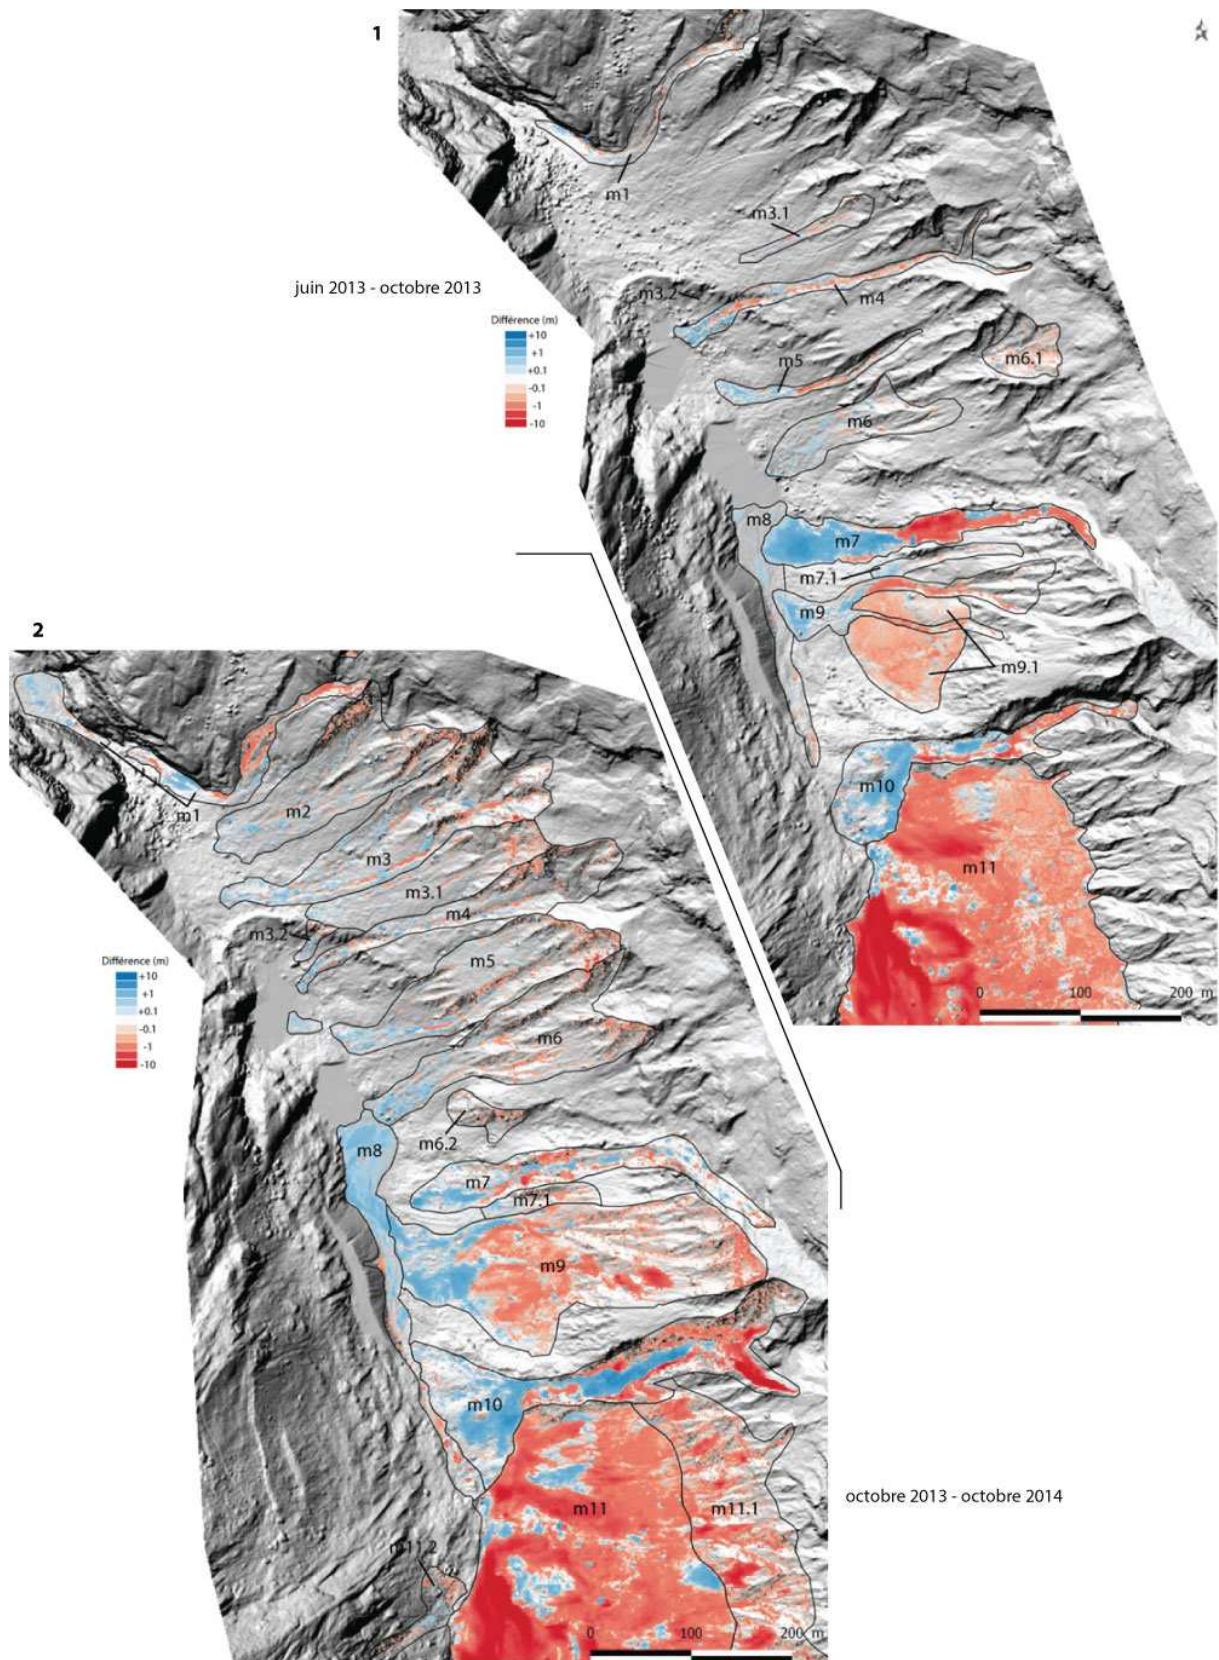 1
m1
m3.1
juin 2013 - octobre 2013
m3.2
m4
Différence (m)
+10
+1
+0.1
-0.1
-1
-10
m5
m6.1
m6
m8
m7
m7.1
m9
m9.1
m10
m11
0 100 200 m
2
m1
m2
m3
m3.1
m4
m3.2
m5
Différence (m)
+10
+1
+0.1
-0.1
-1
-10
m6
m6.2
m8
m7
m7.1
m9
m10
octobre 2013 - octobre 2014
m11
m11.1
m11.2
0 100 200 m